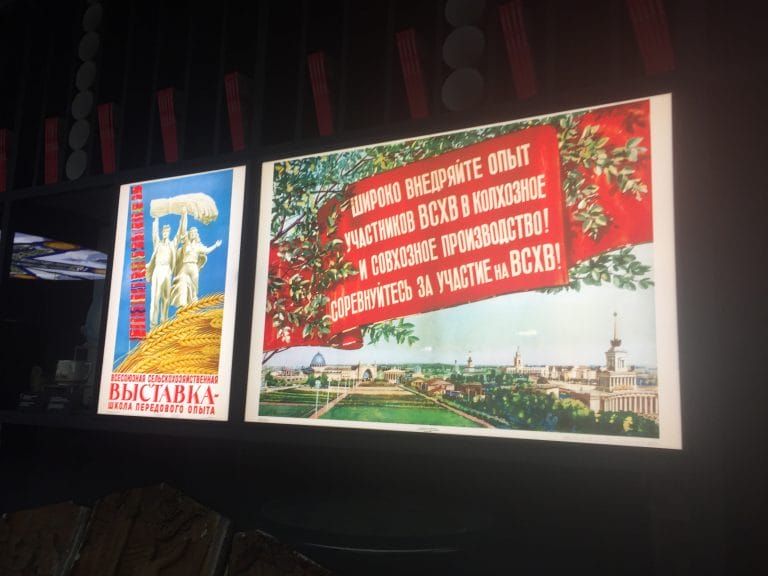 ВСЕСОЮЗНАЯ СЕЛЬСКОХОЗЯЙСТВЕННАЯ
ВЫСТАВКА-
ШКОЛА ПЕРЕДОВОГО ОПЫТА
ШИРОКО ВНЕДРЯЙТЕ ОПЫТ
УЧАСТНИКОВ ВСХВ В КОЛХОЗНОЕ
И СОВХОЗНОЕ ПРОИЗВОДСТВО!
СОРЕВНУЙТЕСЬ ЗА УЧАСТИЕ НА ВСХВ!